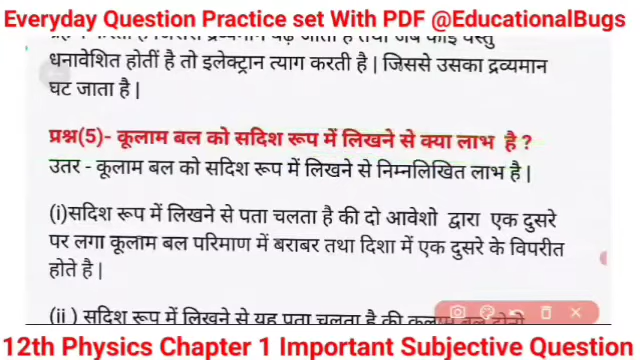 Everyday Question Practice set With PDF @EducationalBugs
धनावेशित होतीं है तो इलेक्ट्रान त्याग करती है | जिससे उसका द्रव्यमान
घट जाता है |
प्रश्न(5)- कूलाम बल को सदिश रूप में लिखने से क्या लाभ है ?
उतर - कूलाम बल को सदिश रूप में लिखने से निम्नलिखित लाभ है |
(i)सदिश रूप में लिखने से पता चलता है की दो आवेशो द्वारा एक दुसरे
पर लगा कूलाम बल परिमाण में बराबर तथा दिशा में एक दुसरे के विपरीत
होते है |
(ii ) सदिश रूप में लिखने से यह पता चलता है की
12th Physics Chapter 1 Important Subjective Question